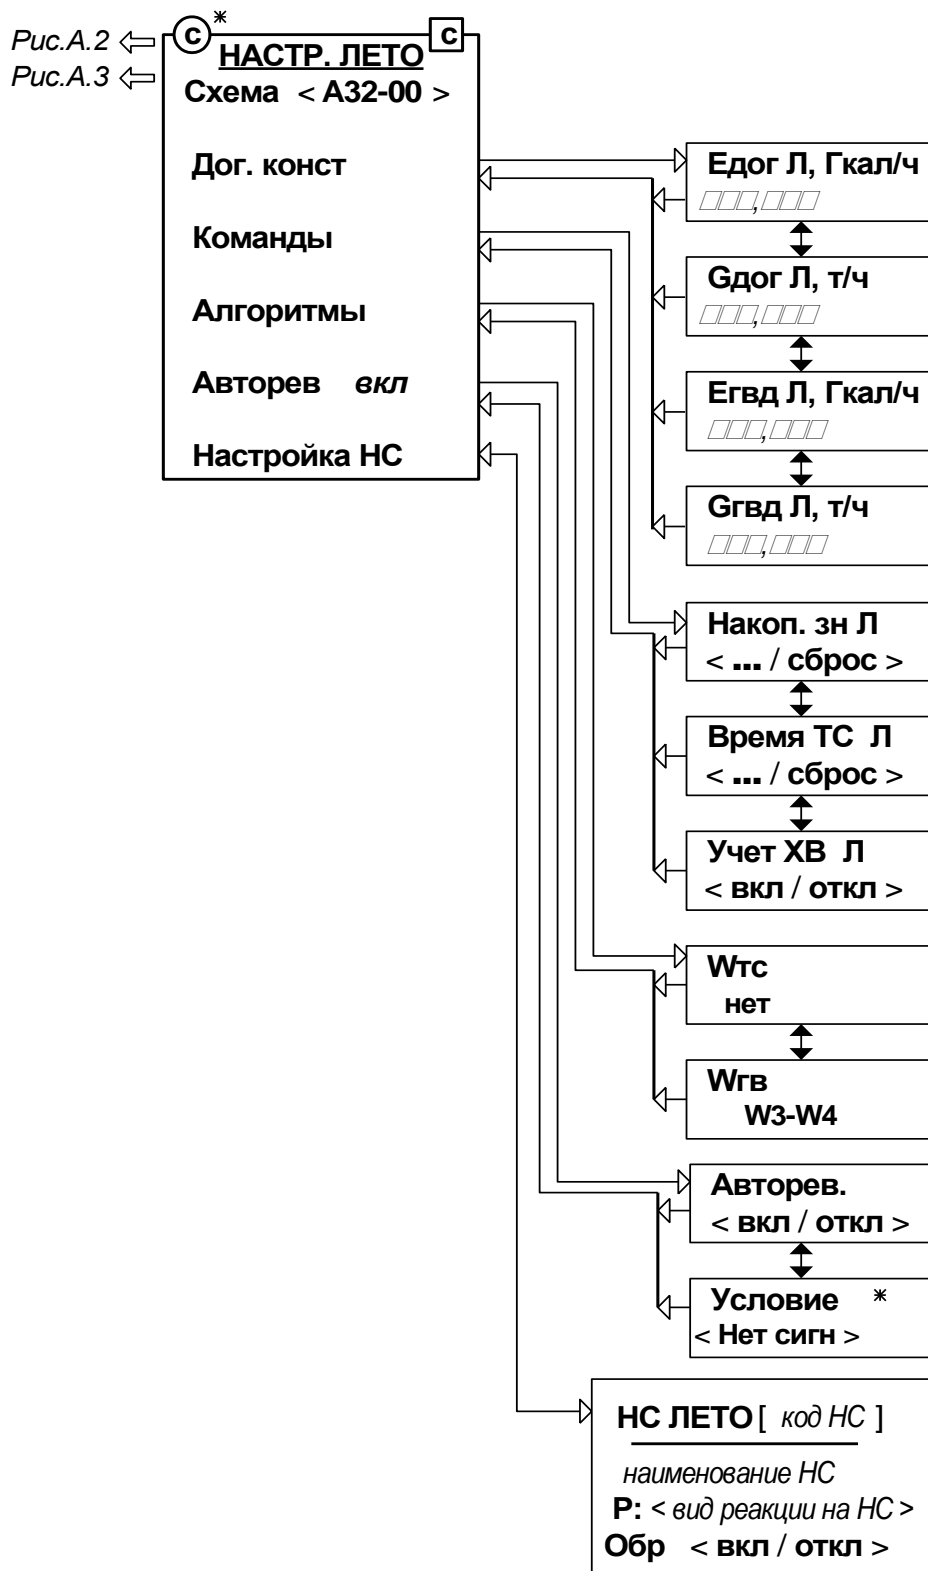 Рис.А.2
Рис.А.3
С * С
НАСТР. ЛЕТО
Схема < А32-00 >
Дог. конст
Команды
Алгоритмы
Авторев вкл
Настройка НС
Едог Л, Гкал/ч
□□□,□□□
Gдог Л, т/ч
□□□,□□□
Егвд Л, Гкал/ч
□□□,□□□
Gгвд Л, т/ч
□□□,□□□
Накоп. зн Л
< ... / сброс >
Время ТС Л
< ... / сброс >
Учет ХВ Л
< вкл / откл >
Wтс
нет
Wгв
W3-W4
Авторев.
< вкл / откл >
Условие *
< Нет сигн >
НС ЛЕТО [ код НС ]
наименование НС
Р: < вид реакции на НС >
Обр < вкл / откл >